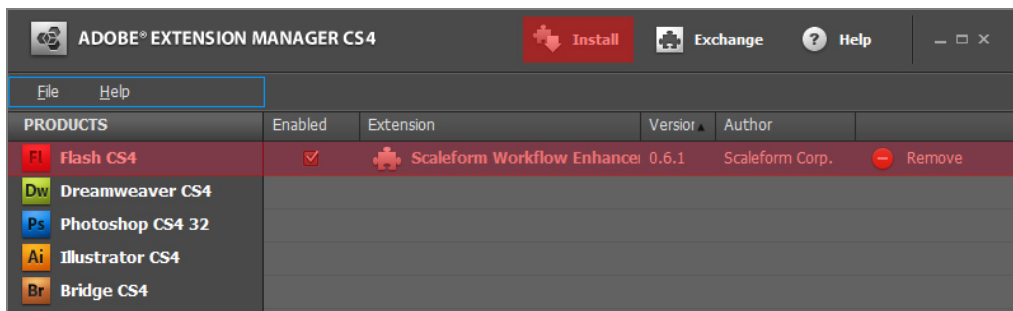 ADOBE® EXTENSION MANAGER CS4 Install Exchange ? Help
File Help
PRODUCTS Enabled Extension Version Author
Fl Flash CS4 Scaleform Workflow Enhancer 0.6.1 Scaleform Corp. Remove
Dw Dreamweaver CS4
Ps Photoshop CS4 32
Ai Illustrator CS4
Br Bridge CS4